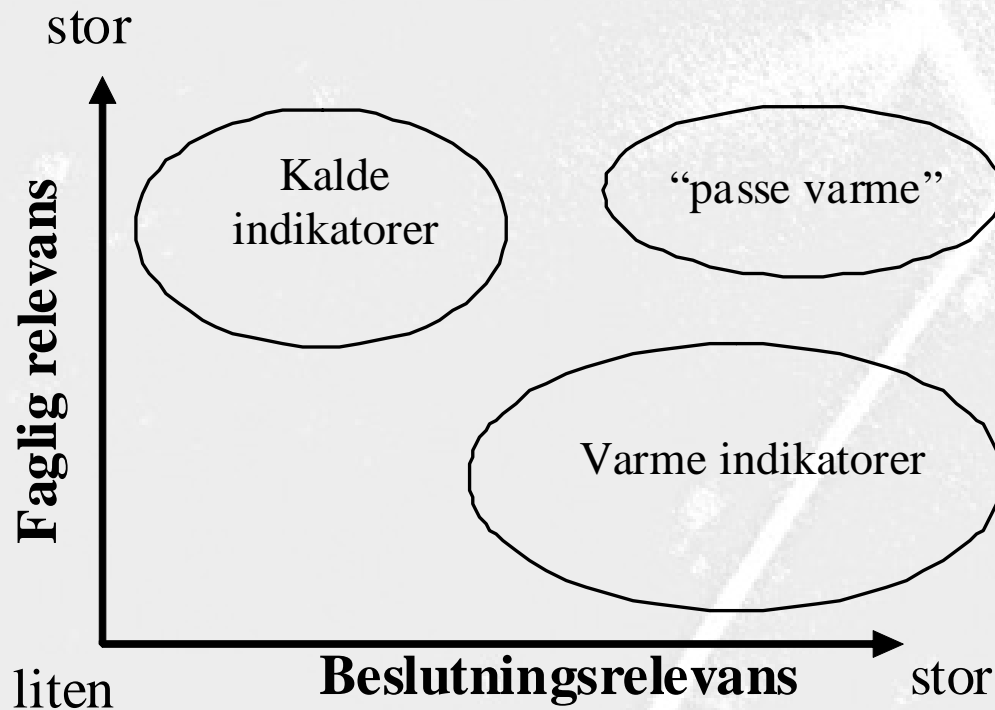 stor
Kalde
indikatorer
“passe varme”
Faglig relevans
Varme indikatorer
liten
Beslutningsrelevans
stor